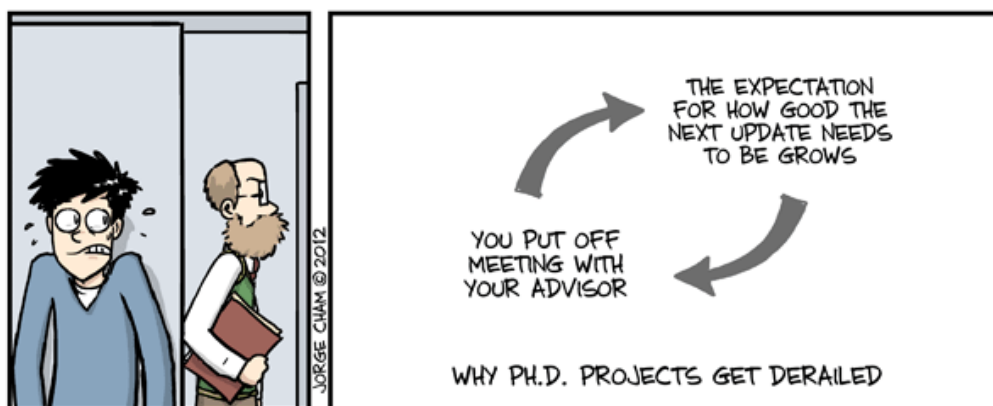 JORGE CHAM © 2012
THE EXPECTATION
FOR HOW GOOD THE
NEXT UPDATE NEEDS
TO BE GROWS
YOU PUT OFF
MEETING WITH
YOUR ADVISOR
WHY PH.D. PROJECTS GET DERAILED